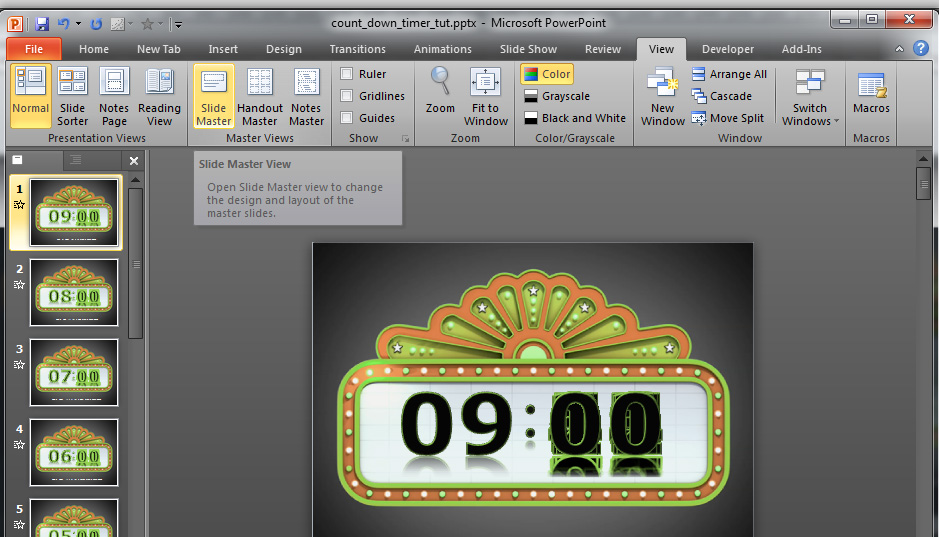 count_down_timer_tut.pptx - Microsoft PowerPoint
File Home New Tab Insert Design Transitions Animations Slide Show Review View Developer Add-Ins
Normal
Slide Sorter
Notes Page
Reading View
Presentation Views
Slide Master
Handout Master
Notes Master
Master Views
Ruler
Gridlines
Guides
Show
Zoom
Fit to Window
Zoom
Color
Grayscale
Black and White
Color/Grayscale
New Window
Arrange All
Cascade
Move Split
Switch Windows
Window
Macros
Macros
Slide Master View
Open Slide Master view to change
the design and layout of the
master slides.
1
09:00
2
08:00
3
07:00
4
06:00
5
05:00
09:00